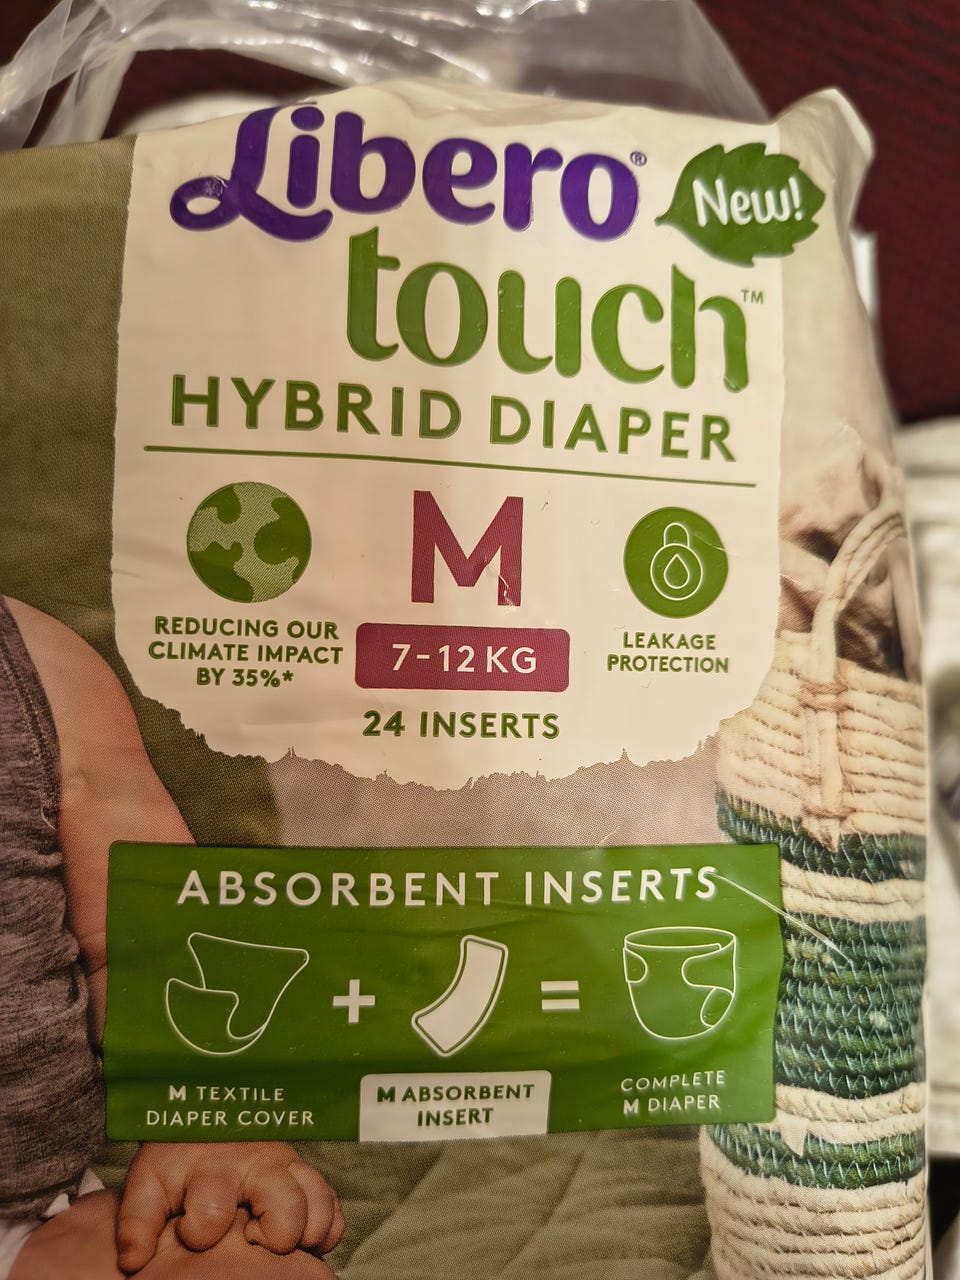 Libero®
New!
touch™
HYBRID DIAPER
M
7-12 KG
24 INSERTS
REDUCING OUR
CLIMATE IMPACT
BY 35%*
LEAKAGE
PROTECTION
ABSORBENT INSERTS
+
=
M TEXTILE
DIAPER COVER
M ABSORBENT
INSERT
COMPLETE
M DIAPER